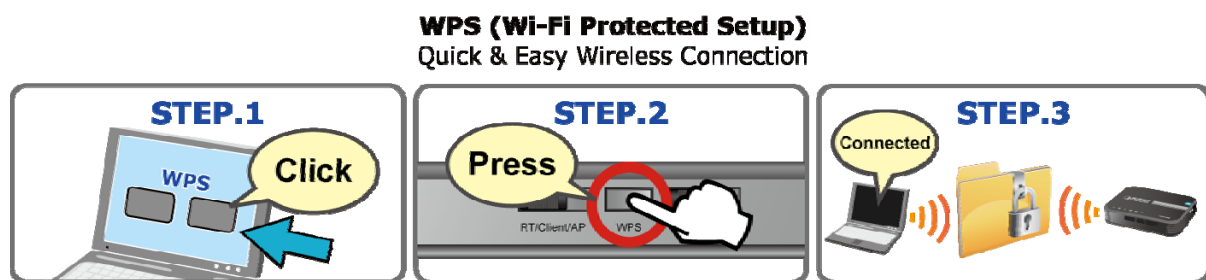 WPS (Wi-Fi Protected Setup)
Quick & Easy Wireless Connection
STEP.1
WPS
Click
STEP.2
Press
RT/Client/AP
WPS
STEP.3
Connected